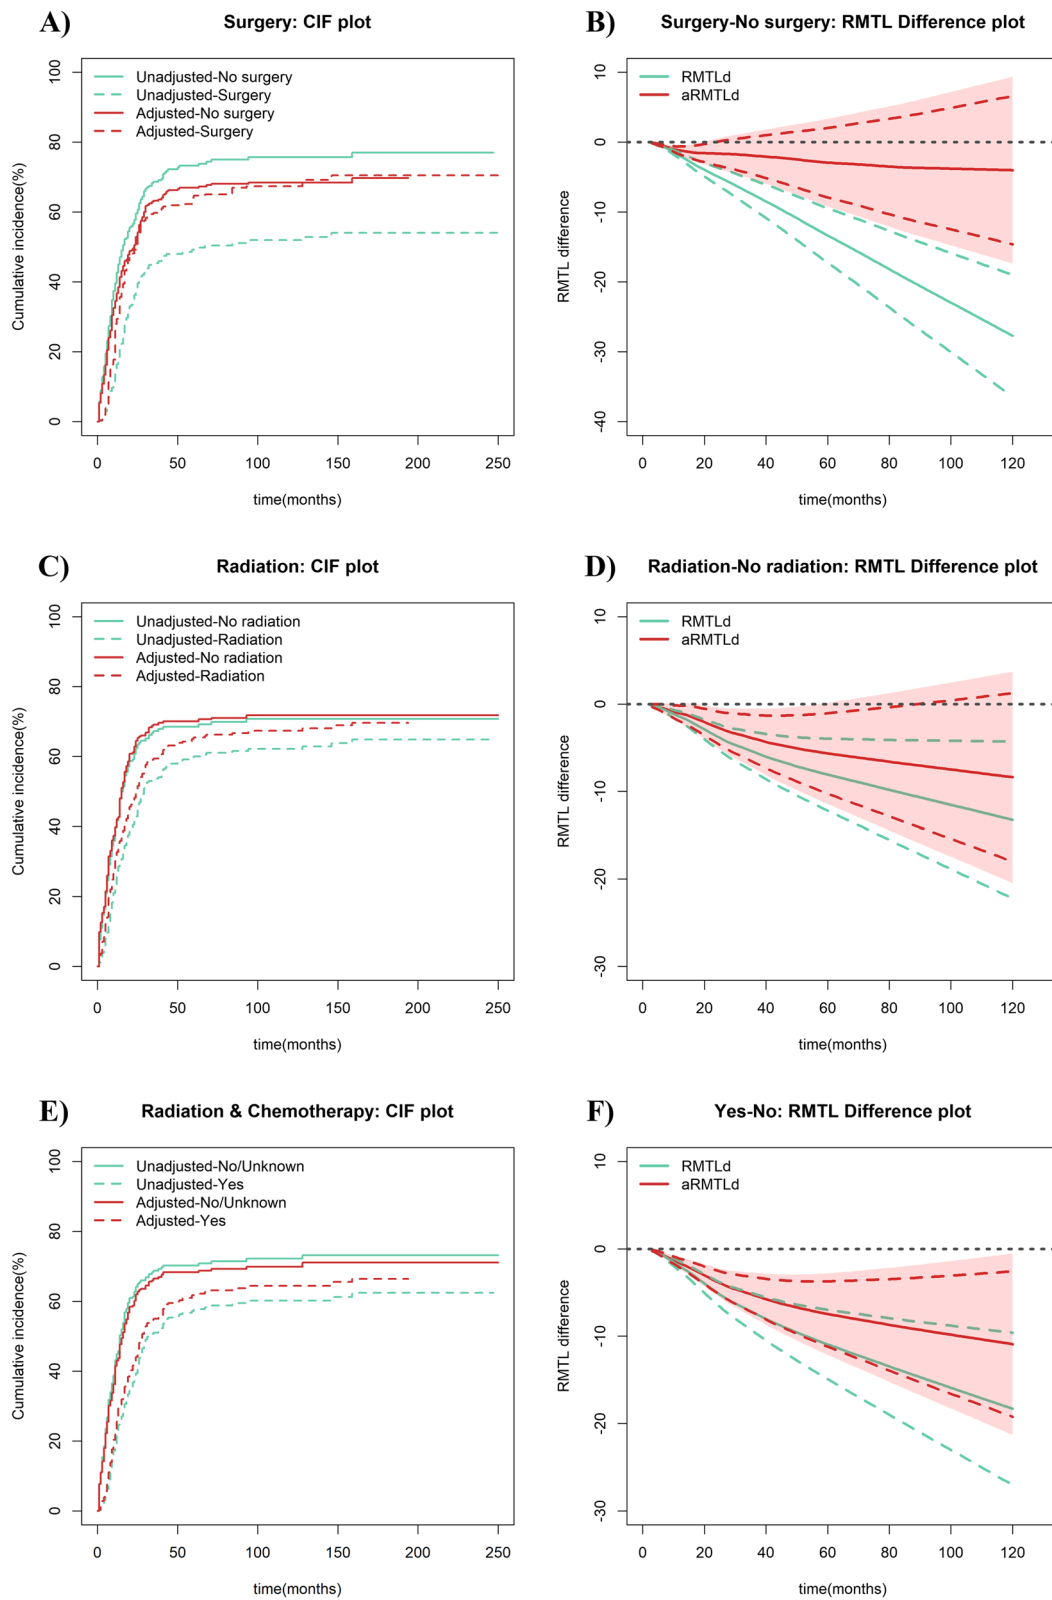 A) Surgery: CIF plot
Unadjusted-No surgery
Unadjusted-Surgery
Adjusted-No surgery
Adjusted-Surgery
Cumulative incidence(%)
100
80
60
40
20
0
0 50 100 150 200 250
time(months)
B) Surgery-No surgery: RMTL Difference plot
RMTLd
aRMTLd
RMTL difference
10
0
-10
-20
-30
-40
0 20 40 60 80 100 120
time(months)
C) Radiation: CIF plot
Unadjusted-No radiation
Unadjusted-Radiation
Adjusted-No radiation
Adjusted-Radiation
Cumulative incidence(%)
100
80
60
40
20
0
0 50 100 150 200 250
time(months)
D) Radiation-No radiation: RMTL Difference plot
RMTLd
aRMTLd
RMTL difference
10
0
-10
-20
-30
0 20 40 60 80 100 120
time(months)
E) Radiation & Chemotherapy: CIF plot
Unadjusted-No/Unknown
Unadjusted-Yes
Adjusted-No/Unknown
Adjusted-Yes
Cumulative incidence(%)
100
80
60
40
20
0
0 50 100 150 200 250
time(months)
F) Yes-No: RMTL Difference plot
RMTLd
aRMTLd
RMTL difference
10
0
-10
-20
-30
0 20 40 60 80 100 120
time(months)